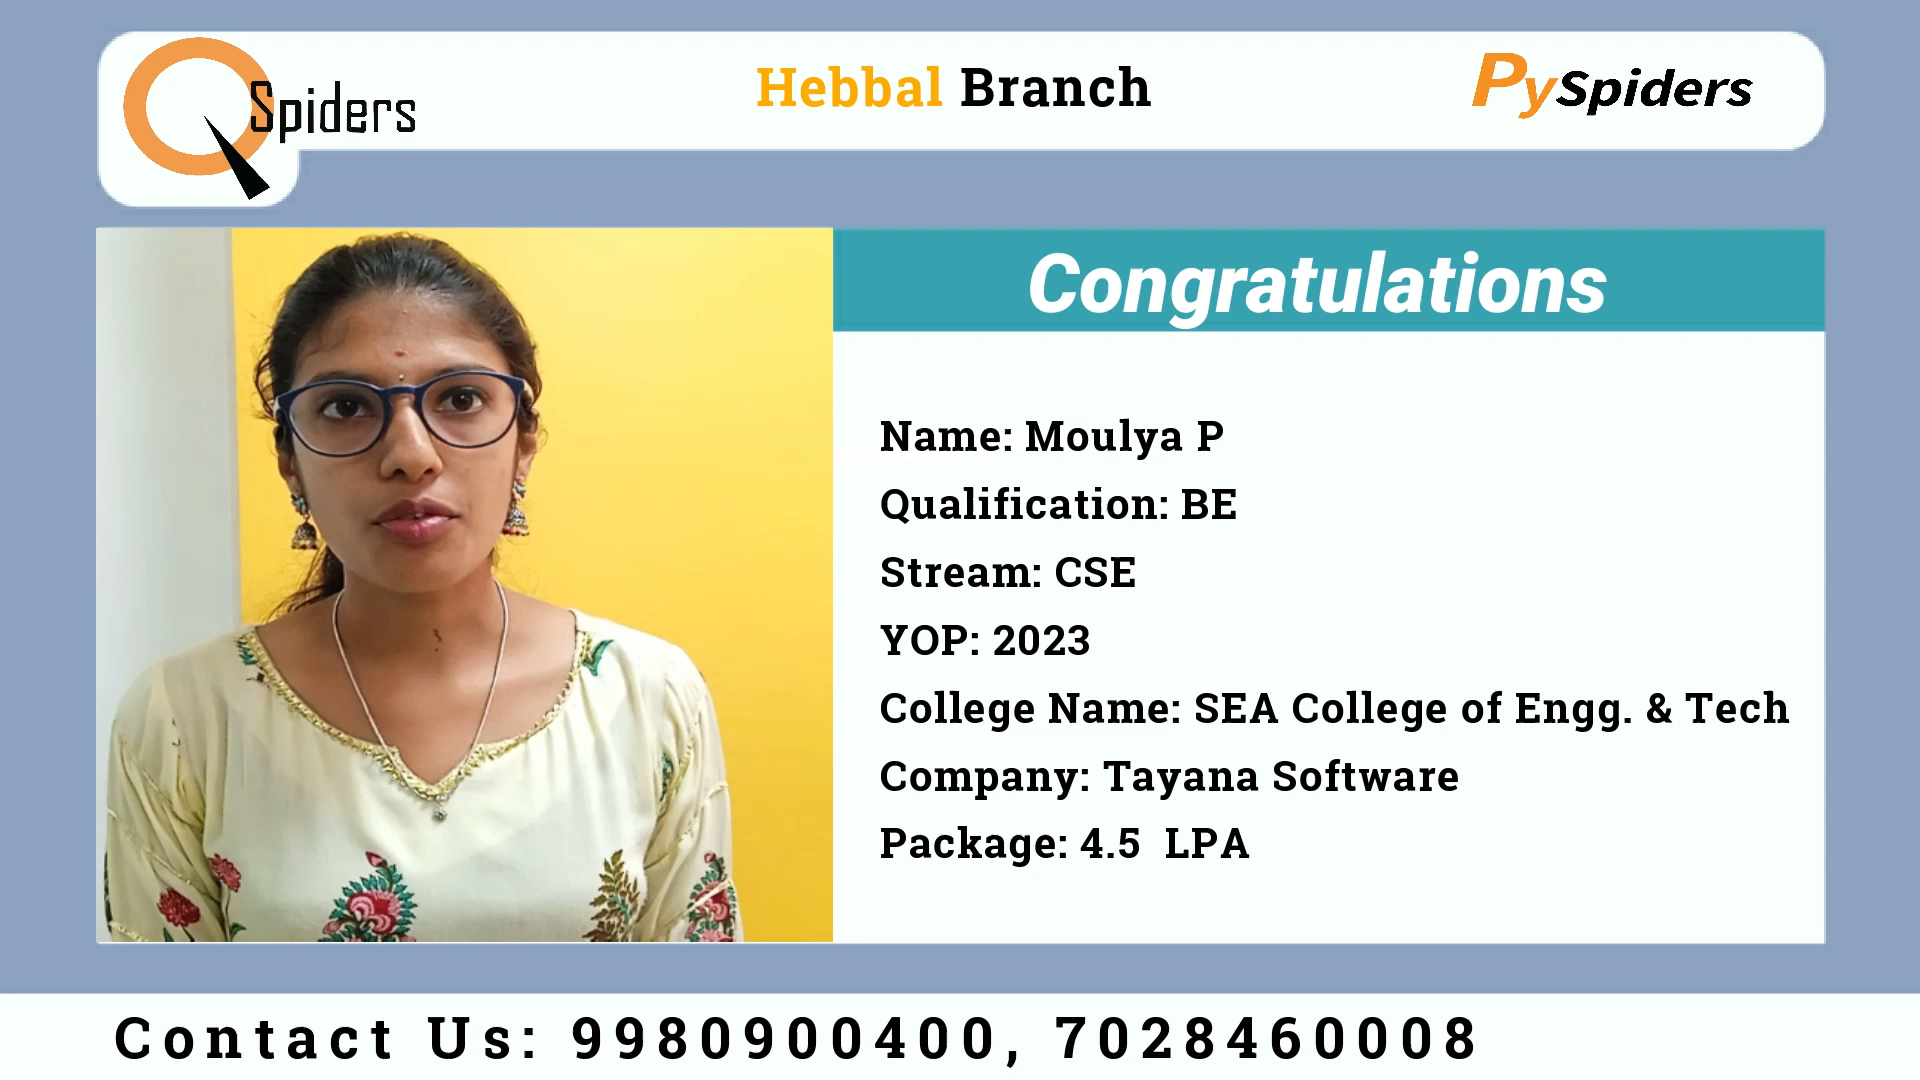 QSpiders
Hebbal Branch
PySpiders
Congratulations
Name: Moulya P
Qualification: BE
Stream: CSE
YOP: 2023
College Name: SEA College of Engg. & Tech
Company: Tayana Software
Package: 4.5 LPA
Contact Us: 9980900400, 7028460008